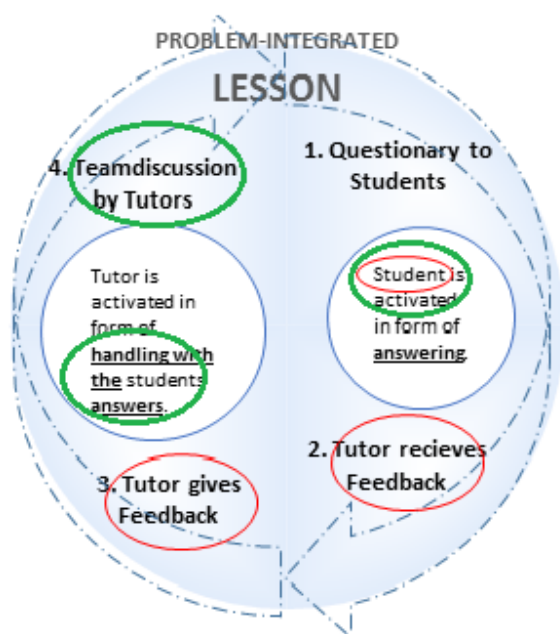 PROBLEM-INTEGRATED
LESSON
1. Questionary to
Students
Student is
activated
in form of
answering.
2. Tutor recieves
Feedback
3. Tutor gives
Feedback
4. Teamdiscussion
by Tutors
Tutor is
activated in
form of
handling with
the students
answers.